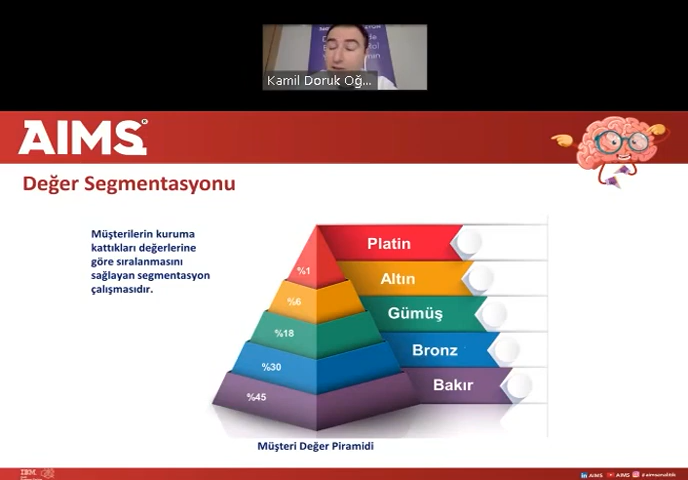 Kamil Doruk Oğ...
AIMS
Değer Segmentasyonu
Müşterilerin kuruma
kattıkları değerlerine
göre sıralanmasını
sağlayan segmentasyon
çalışmasıdır.
%1
Platin
%6
Altın
%18
Gümüş
%30
Bronz
%45
Bakır
Müşteri Değer Piramidi
IBM
AIMS
AIMS